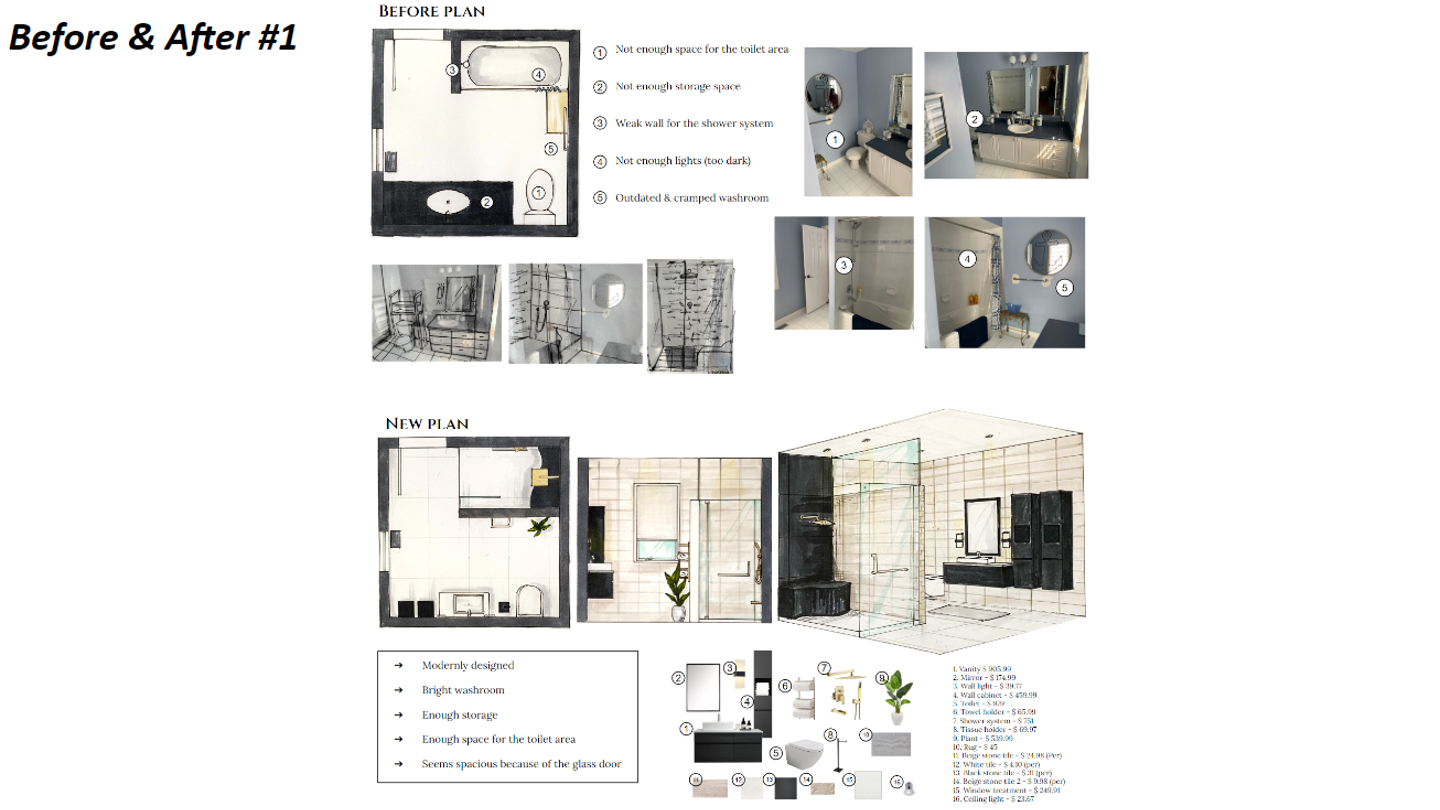 Before & After #1
BEFORE PLAN
1 Not enough space for the toilet area
2 Not enough storage space
3 Weak wall for the shower system
4 Not enough lights (too dark)
5 Outdated & cramped washroom
3
4
5
2
1
1
2
3
4
5
NEW PLAN
➔ Modernly designed
➔ Bright washroom
➔ Enough storage
➔ Enough space for the toilet area
➔ Seems spacious because of the glass door
2
3
4
1
6
7
5
8
9
10
11
12
13
14
15
16
1. Vanity $ 905.99
2. Mirror - $ 174.99
3. Wall light - $ 39.77
4. Wall cabinet - $ 459.99
5. Toilet - $ 979
6. Towel holder - $ 65.99
7. Shower system - $ 751
8. Tissue holder - $ 69.97
9. Plant - $ 539.99
10. Rug - $ 45
11. Beige stone tile - $ 24.98 (Per)
12. White tile - $ 4.10 (per)
13. Black stone tile - $ 31 (per)
14. Beige stone tile 2 - $ 9.98 (per)
15. Window treatment - $ 249.91
16. Ceiling light - $ 23.67